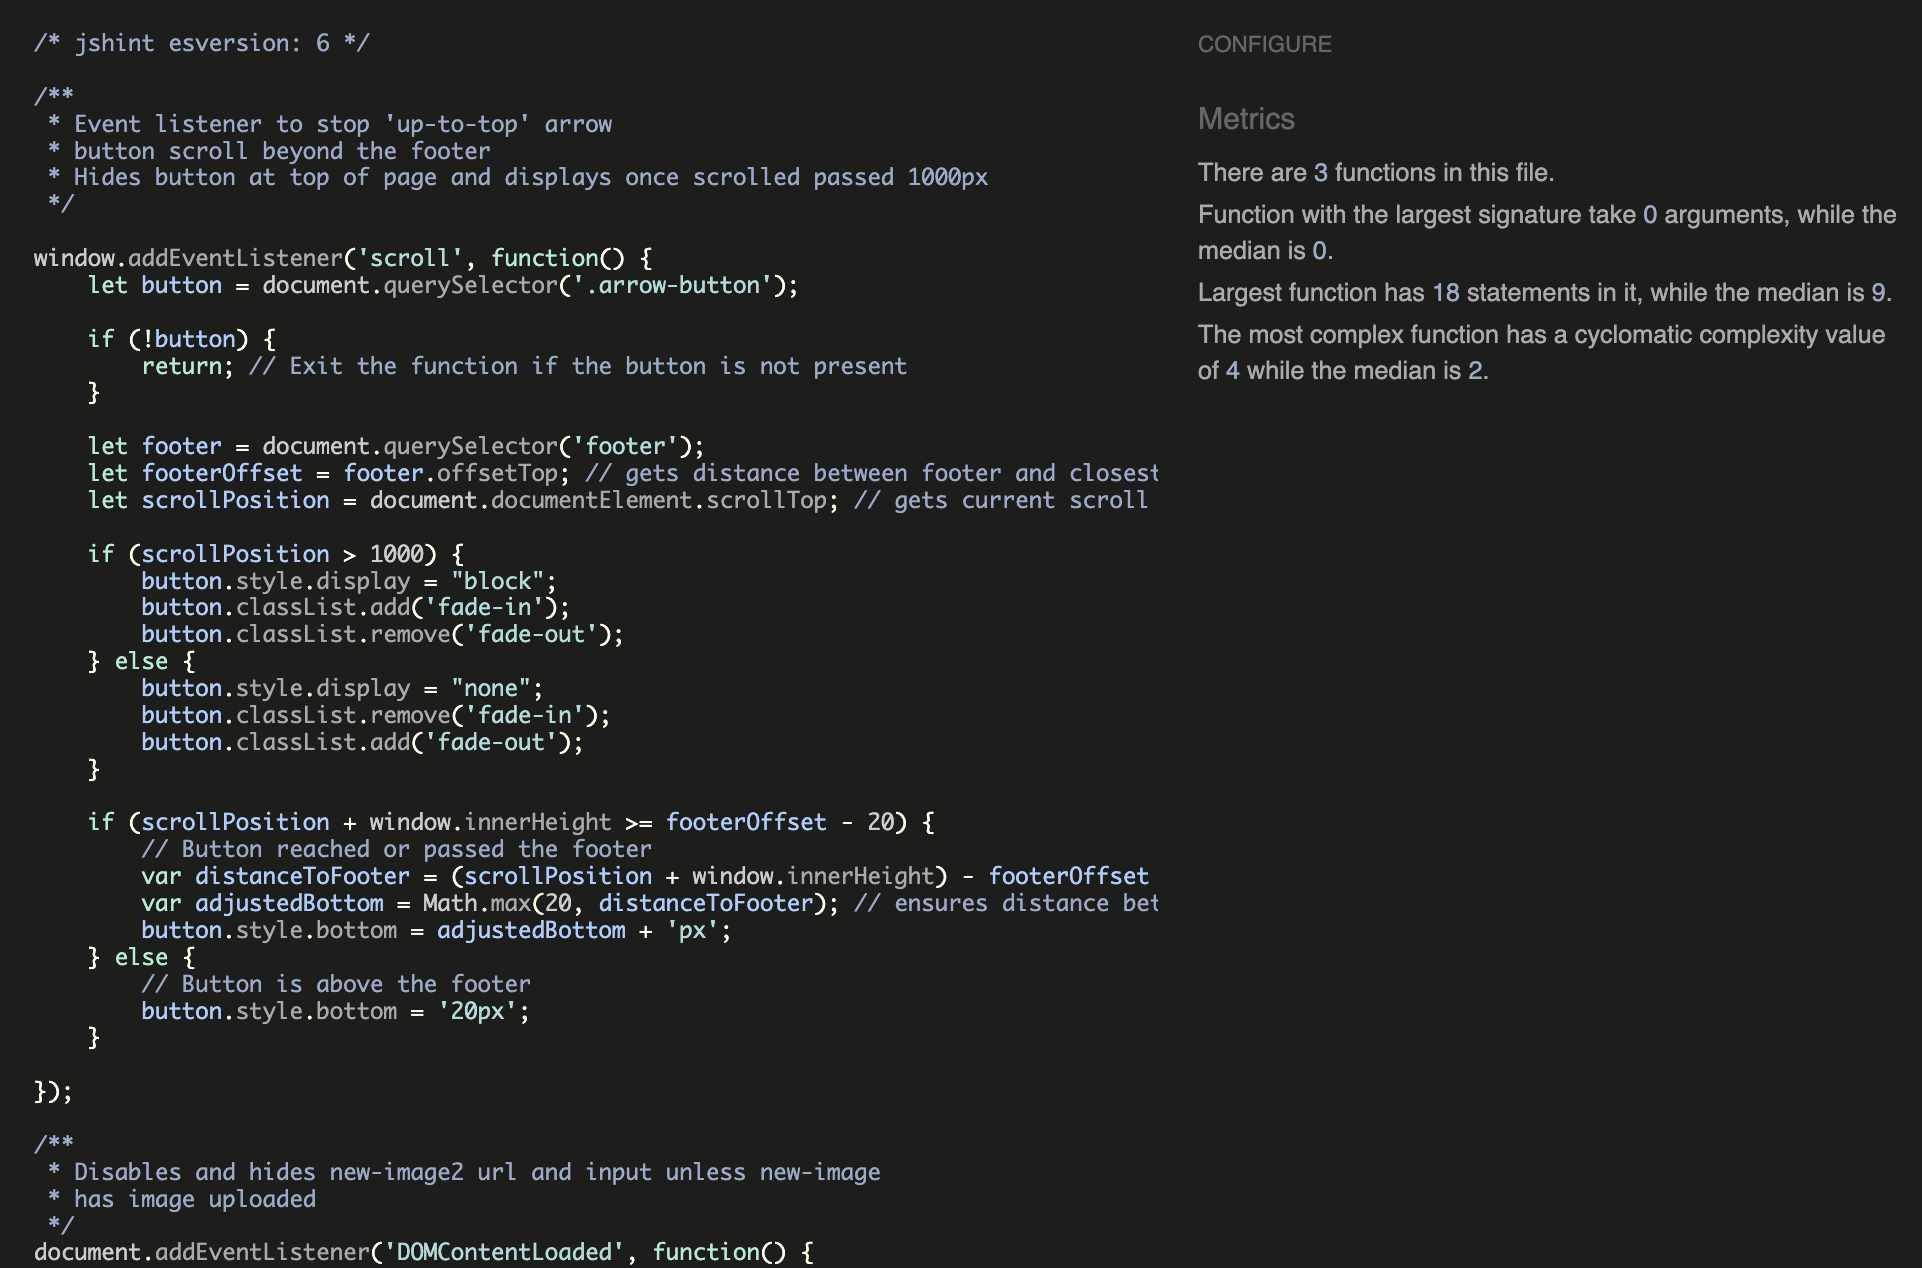 /* jshint esversion: 6 */
/**
 * Event listener to stop 'up-to-top' arrow
 * button scroll beyond the footer
 * Hides button at top of page and displays once scrolled passed 1000px
 */
window.addEventListener('scroll', function() {
    let button = document.querySelector('.arrow-button');
    if (!button) {
        return; // Exit the function if the button is not present
    }
    let footer = document.querySelector('footer');
    let footerOffset = footer.offsetTop; // gets distance between footer and closest
    let scrollPosition = document.documentElement.scrollTop; // gets current scroll
    if (scrollPosition > 1000) {
        button.style.display = "block";
        button.classList.add('fade-in');
        button.classList.remove('fade-out');
    } else {
        button.style.display = "none";
        button.classList.remove('fade-in');
        button.classList.add('fade-out');
    }
    if (scrollPosition + window.innerHeight >= footerOffset - 20) {
        // Button reached or passed the footer
        var distanceToFooter = (scrollPosition + window.innerHeight) - footerOffset
        var adjustedBottom = Math.max(20, distanceToFooter); // ensures distance bet
        button.style.bottom = adjustedBottom + 'px';
    } else {
        // Button is above the footer
        button.style.bottom = '20px';
    }
});
/**
 * Disables and hides new-image2 url and input unless new-image
 * has image uploaded
 */
document.addEventListener('DOMContentLoaded', function() {
CONFIGURE
Metrics
There are 3 functions in this file.
Function with the largest signature take 0 arguments, while the
median is 0.
Largest function has 18 statements in it, while the median is 9.
The most complex function has a cyclomatic complexity value
of 4 while the median is 2.